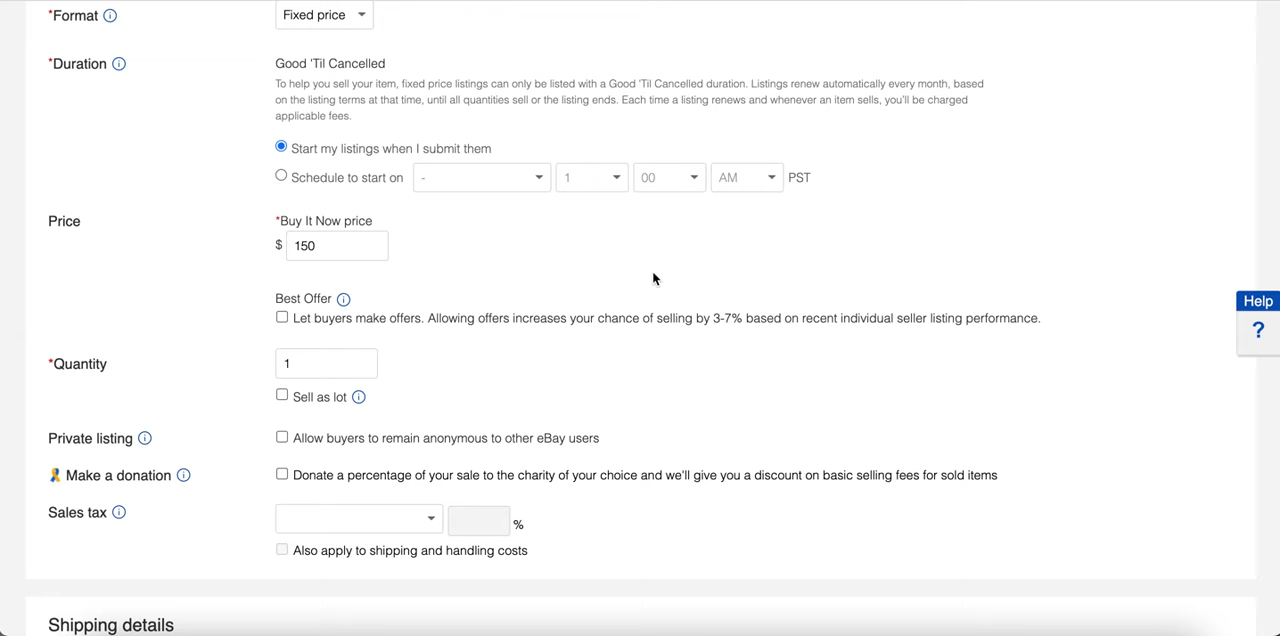 *Format
Fixed price
*Duration
Good 'Til Cancelled
To help you sell your item, fixed price listings can only be listed with a Good 'Til Cancelled duration. Listings renew automatically every month, based
on the listing terms at that time, until all quantities sell or the listing ends. Each time a listing renews and whenever an item sells, you'll be charged
applicable fees.
Start my listings when I submit them
Schedule to start on - 1 00 AM PST
Price
*Buy It Now price
$ 150
Best Offer
Let buyers make offers. Allowing offers increases your chance of selling by 3-7% based on recent individual seller listing performance.
*Quantity
1
Sell as lot
Private listing
Allow buyers to remain anonymous to other eBay users
Make a donation
Donate a percentage of your sale to the charity of your choice and we'll give you a discount on basic selling fees for sold items
Sales tax
%
Also apply to shipping and handling costs
Shipping details
Help
?